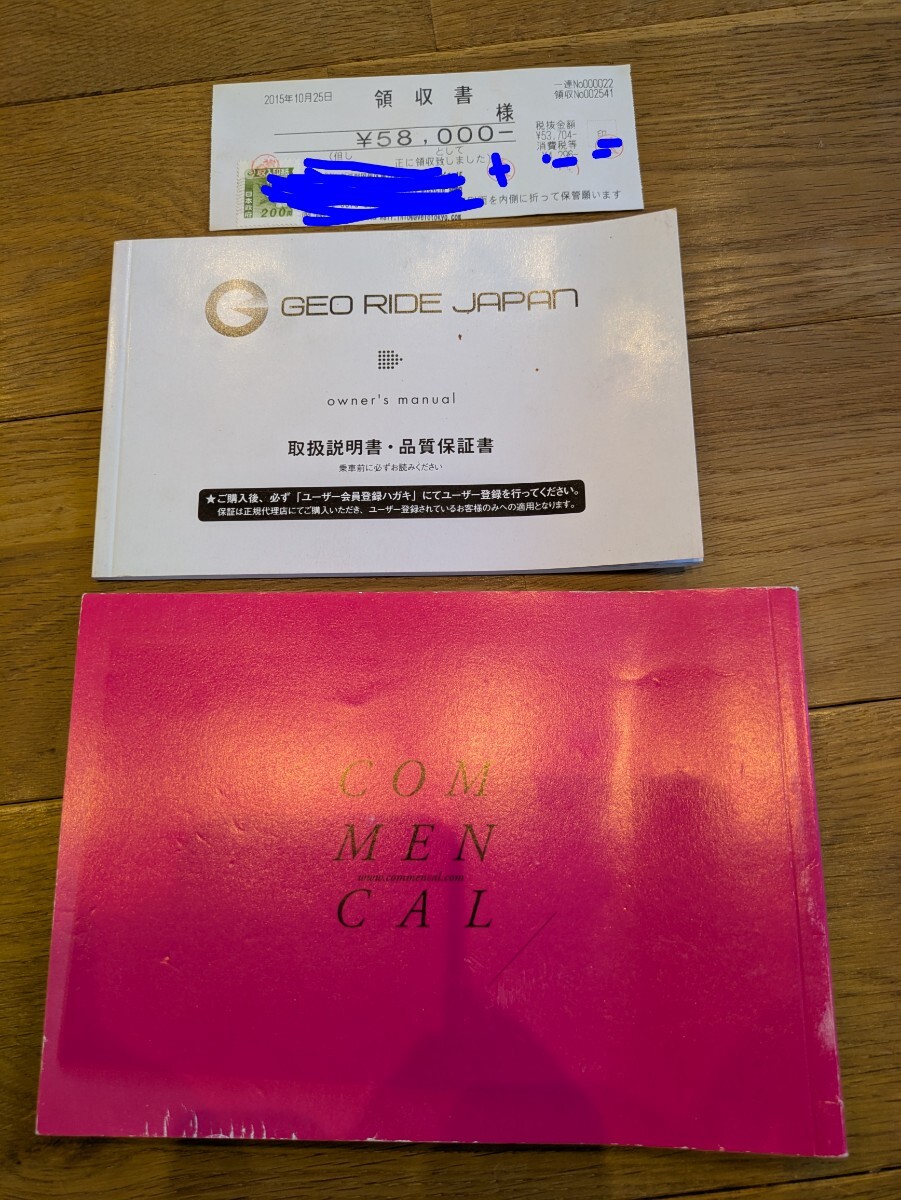 2015年10月25日
領収書
一連No000022
領収No002541
様
¥58,000-
税抜金額
¥53,704-
消費税等
(但し
として
正に領収致しました)
収入印紙
日本政府
200円
を内側に折って保管願います
GEO RIDE JAPAN
owner's manual
取扱説明書・品質保証書
乗車前に必ずお読みください
★ご購入後、必ず「ユーザー会員登録ハガキ」にてユーザー登録を行ってください。
保証は正規代理店にてご購入いただき、ユーザー登録されているお客様のみへの適用となります。
COM
MEN
www.commencal.com
CAL